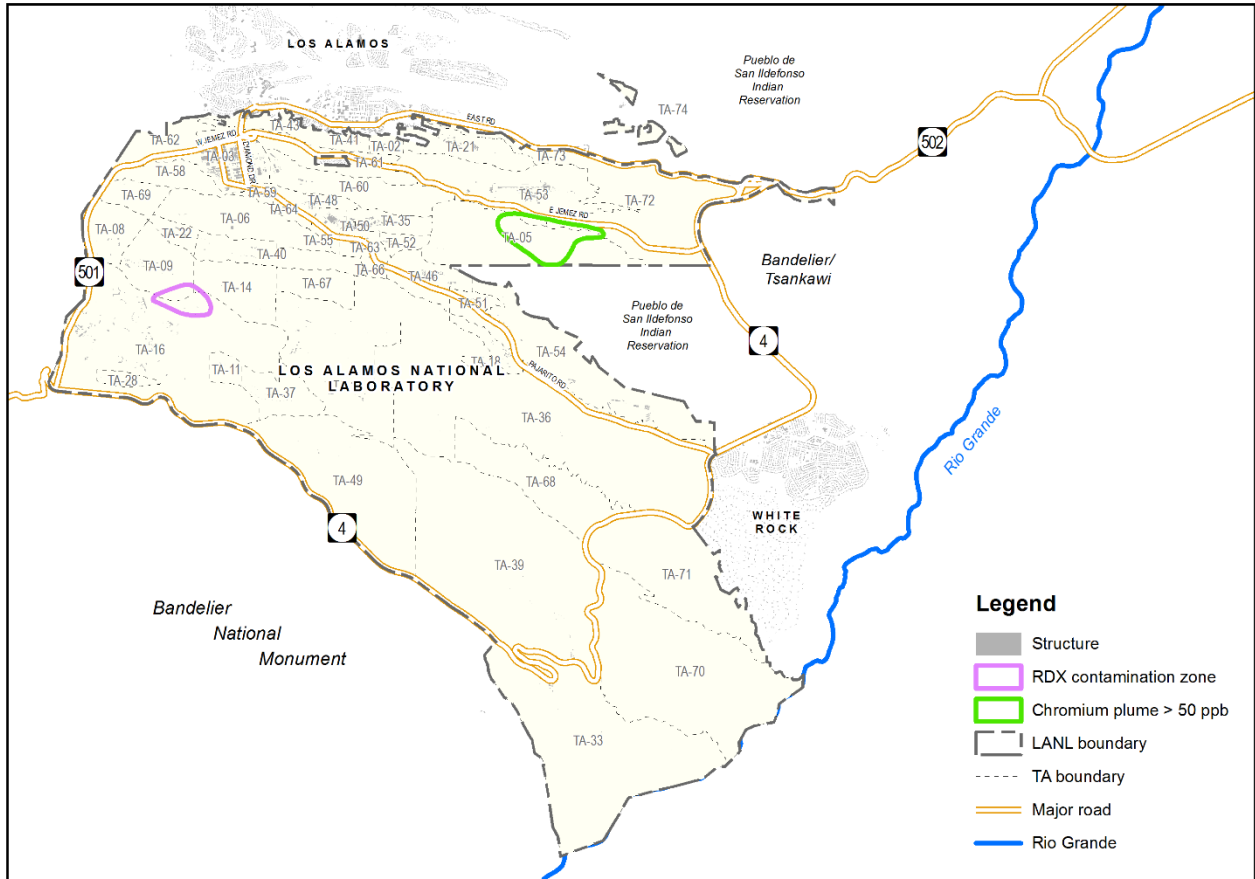 LOS ALAMOS
Pueblo de
San Ildefonso
Indian
Reservation
TA-74
EAST RD
502
TA-62
W JEMEZ RD
TA-43
TA-41
TA-02
TA-21
TA-73
TA-03
DIAMOND DR
TA-61
TA-58
TA-59
TA-60
TA-53
TA-72
TA-69
TA-64
TA-48
E JEMEZ RD
TA-08
TA-22
TA-06
TA-50
TA-35
TA-05
TA-55
TA-63
TA-52
TA-40
TA-66
TA-46
501
TA-09
TA-14
TA-67
Bandelier/
Tsankawi
TA-51
Pueblo de
San Ildefonso
Indian
Reservation
4
TA-16
TA-54
TA-18
TA-28
TA-11
LOS ALAMOS NATIONAL
LABORATORY
PAJARITO RD
TA-37
TA-36
Rio Grande
TA-49
TA-68
WHITE
ROCK
4
TA-39
TA-71
Bandelier
National
Monument
TA-70
TA-33
Legend
Structure
RDX contamination zone
Chromium plume > 50 ppb
LANL boundary
TA boundary
Major road
Rio Grande